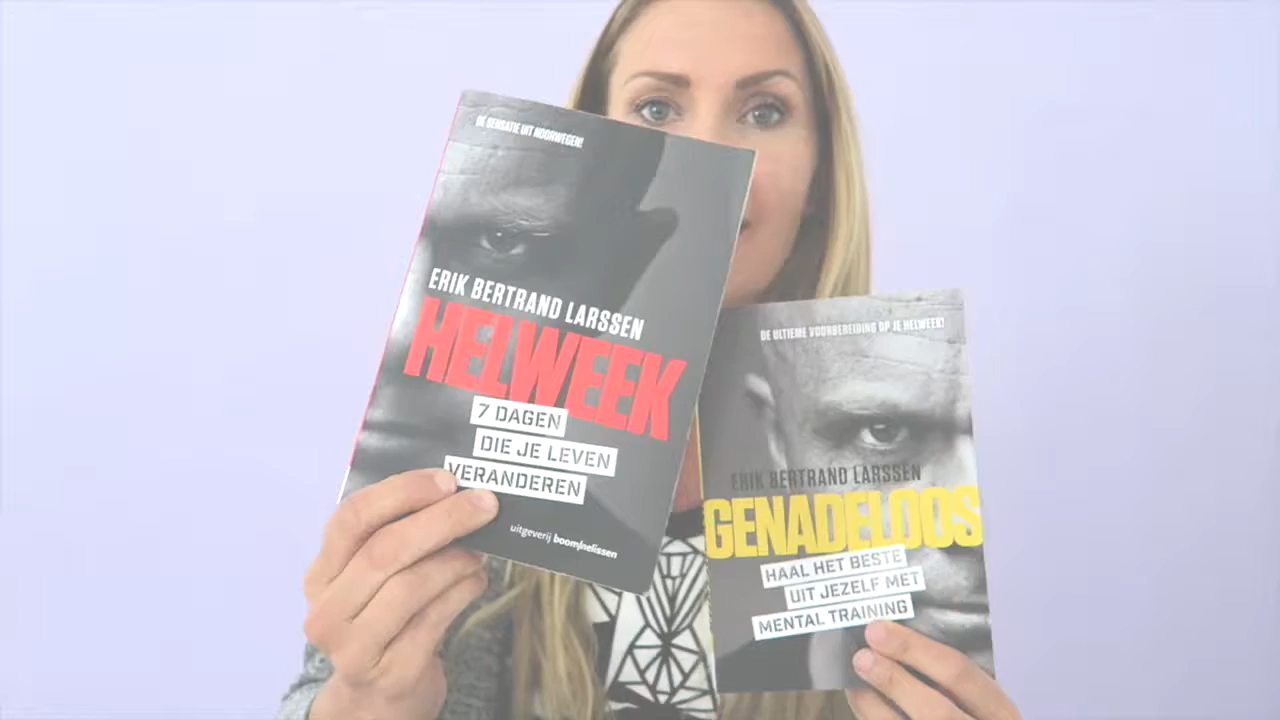 DE SENSATIE UIT NOORWEGEN!
ERIK BERTRAND LARSSEN
HELWEEK
7 DAGEN
DIE JE LEVEN
VERANDEREN
uitgeverij boom|nelissen
DE ULTIEME VOORBEREIDING OP JE HELWEEK!
ERIK BERTRAND LARSSEN
GENADELOOS
HAAL HET BESTE
UIT JEZELF MET
MENTAL TRAINING